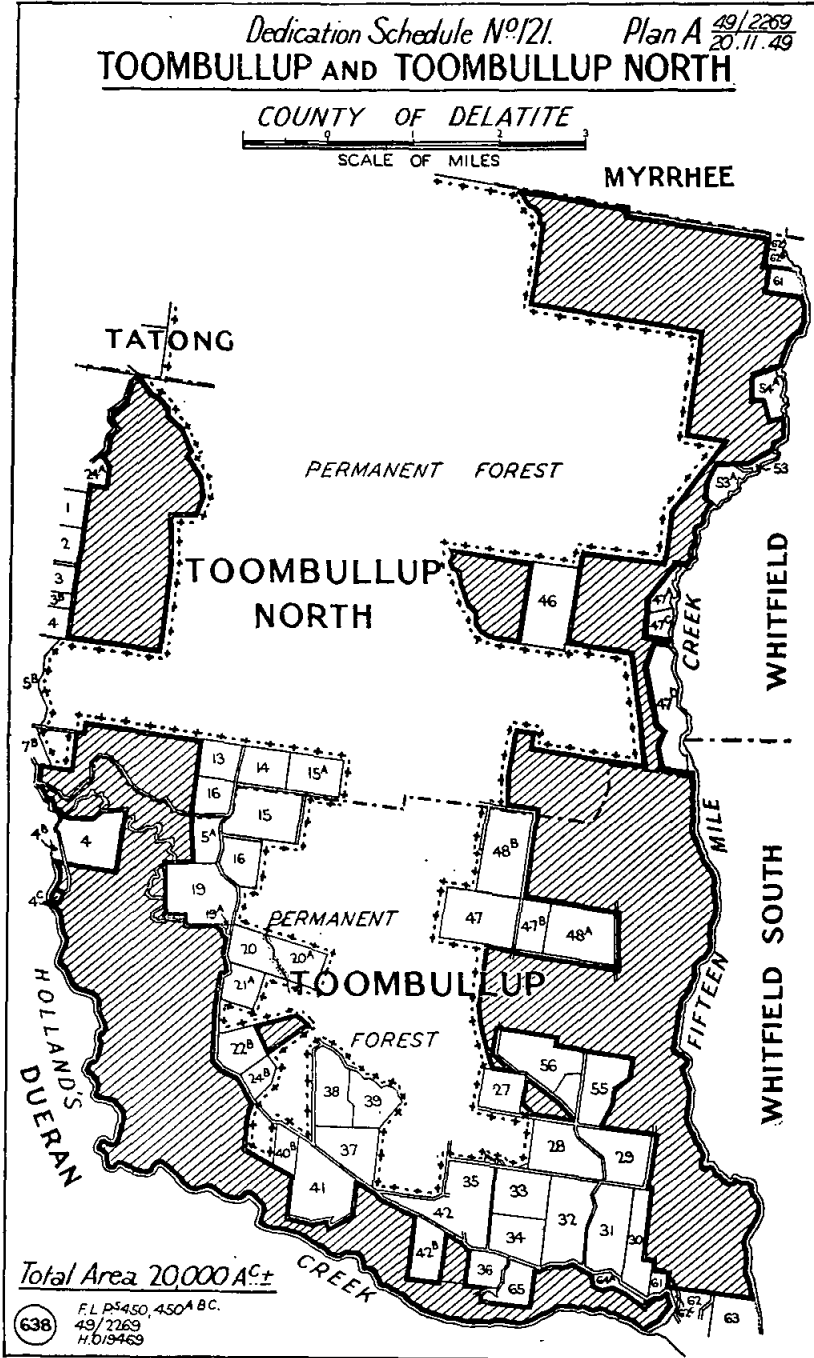 Dedication Schedule Nº121. Plan A 49/2269
20.11.49
TOOMBULLUP AND TOOMBULLUP NORTH
COUNTY OF DELATITE
1 0 1 2 3
SCALE OF MILES
MYRRHEE
61
TATONG
54A
24A
PERMANENT FOREST
53A
53
1
2
TOOMBULLUP
NORTH
3
3B
46
47A
4
47C
CREEK
WHITFIELD
5B
7B
13
14
15A
16
15
4B
4
5A
16
48B
MILE
4C
19
19A
47
47B
48A
PERMANENT
20
20A
21A
TOOMBULLUP
FIFTEEN
WHITFIELD SOUTH
HOLLAND'S
DUERAN
22B
FOREST
56
24B
38
39
27
55
40B
37
28
29
41
35
33
42
34
32
31
30
42B
36
65
64A
61
62
63
CREEK
Total Area 20,000 Ac±
638
F.L.Ps450, 450A B C.
49/2269
H.019469